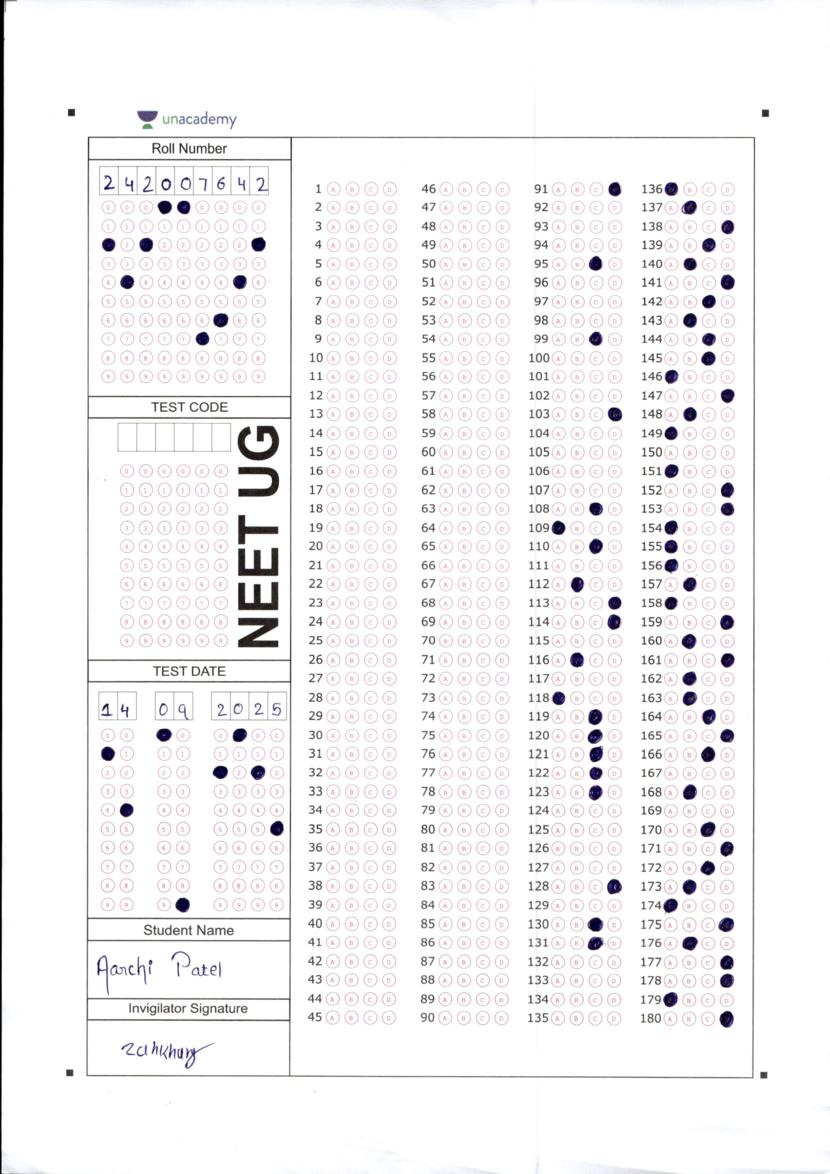 unacademy
Roll Number
2 4 2 0 0 7 6 4 2
TEST CODE
NEET UG
TEST DATE
1 4 0 9 2 0 2 5
Student Name
Aarchi Patel
Invigilator Signature
1 A B C D 46 A B C D 91 A B C 136 B C D
2 A B C D 47 A B C D 92 A B C D 137 A C D
3 A B C D 48 A B C D 93 A B C D 138 A B C
4 A B C D 49 A B C D 94 A B C D 139 A B D
5 A B C D 50 A B C D 95 A B D 140 A C D
6 A B C D 51 A B C D 96 A B C D 141 A B C
7 A B C D 52 A B C D 97 A B C D 142 A B D
8 A B C D 53 A B C D 98 A B C D 143 A C D
9 A B C D 54 A B C D 99 A B D 144 A B D
10 A B C D 55 A B C D 100 A B C D 145 A B D
11 A B C D 56 A B C D 101 A B C D 146 B C D
12 A B C D 57 A B C D 102 A B C D 147 A B C
13 A B C D 58 A B C D 103 A B C 148 A C D
14 A B C D 59 A B C D 104 A B C D 149 B C D
15 A B C D 60 A B C D 105 A B C D 150 A B C D
16 A B C D 61 A B C D 106 A B C D 151 B C D
17 A B C D 62 A B C D 107 A B C D 152 A B C
18 A B C D 63 A B C D 108 A B D 153 A B C
19 A B C D 64 A B C D 109 B C D 154 B C D
20 A B C D 65 A B C D 110 A B D 155 B C D
21 A B C D 66 A B C D 111 A B C D 156 B C D
22 A B C D 67 A B C D 112 A C D 157 A C D
23 A B C D 68 A B C D 113 A B C 158 B C D
24 A B C D 69 A B C D 114 A B C 159 A B C
25 A B C D 70 A B C D 115 A B C D 160 A C D
26 A B C D 71 A B C D 116 A C D 161 A B C
27 A B C D 72 A B C D 117 A B C D 162 A C D
28 A B C D 73 A B C D 118 B C D 163 A C D
29 A B C D 74 A B C D 119 A B D 164 A B D
30 A B C D 75 A B C D 120 A B D 165 A B C
31 A B C D 76 A B C D 121 A B D 166 A B D
32 A B C D 77 A B C D 122 A B D 167 A B C D
33 A B C D 78 A B C D 123 A B D 168 A C D
34 A B C D 79 A B C D 124 A B C D 169 A B C D
35 A B C D 80 A B C D 125 A B C D 170 A B D
36 A B C D 81 A B C D 126 A B C D 171 A B C
37 A B C D 82 A B C D 127 A B C D 172 A B D
38 A B C D 83 A B C D 128 A B C 173 A C D
39 A B C D 84 A B C D 129 A B C D 174 B C D
40 A B C D 85 A B C D 130 A B D 175 A B C
41 A B C D 86 A B C D 131 A B D 176 A C D
42 A B C D 87 A B C D 132 A B C D 177 A B C
43 A B C D 88 A B C D 133 A B C D 178 A B C
44 A B C D 89 A B C D 134 A B C D 179 B C D
45 A B C D 90 A B C D 135 A B C D 180 A B C